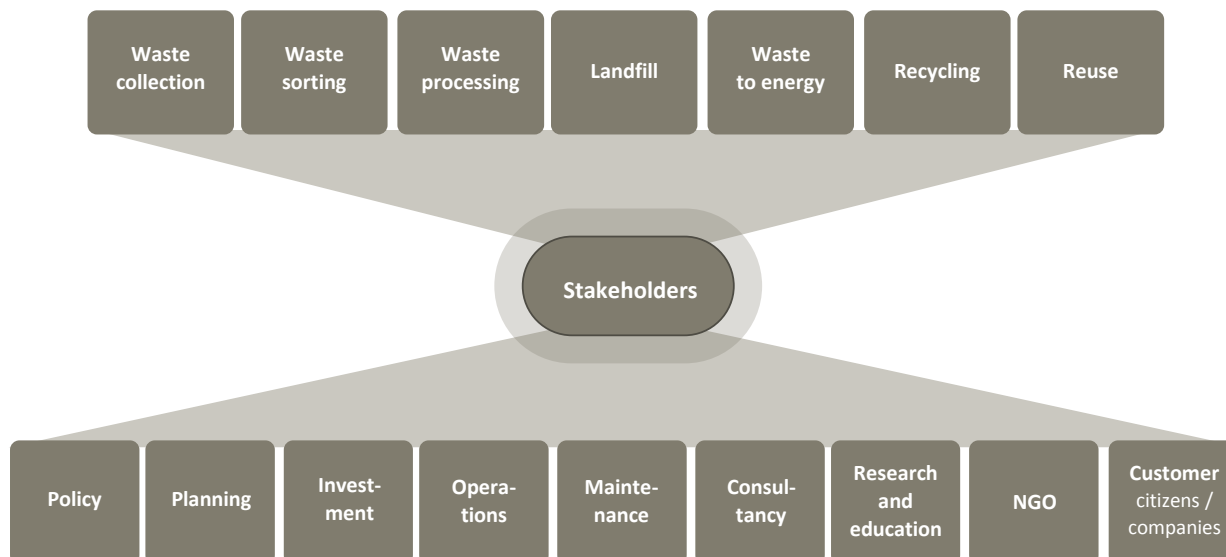 Waste
collection
Waste
sorting
Waste
processing
Landfill
Waste
to energy
Recycling
Reuse
Stakeholders
Policy
Planning
Invest-
ment
Opera-
tions
Mainte-
nance
Consul-
tancy
Research
and
education
NGO
Customer
citizens /
companies